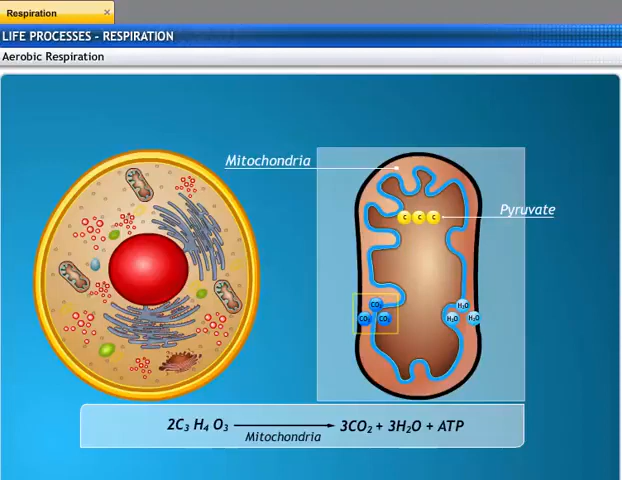 Respiration
LIFE PROCESSES - RESPIRATION
Aerobic Respiration
Mitochondria
Pyruvate
C C C
CO₂
CO₂ CO₂
H₂O
H₂O H₂O
2C₃ H₄ O₃ ⟶ 3CO₂ + 3H₂O + ATP
Mitochondria